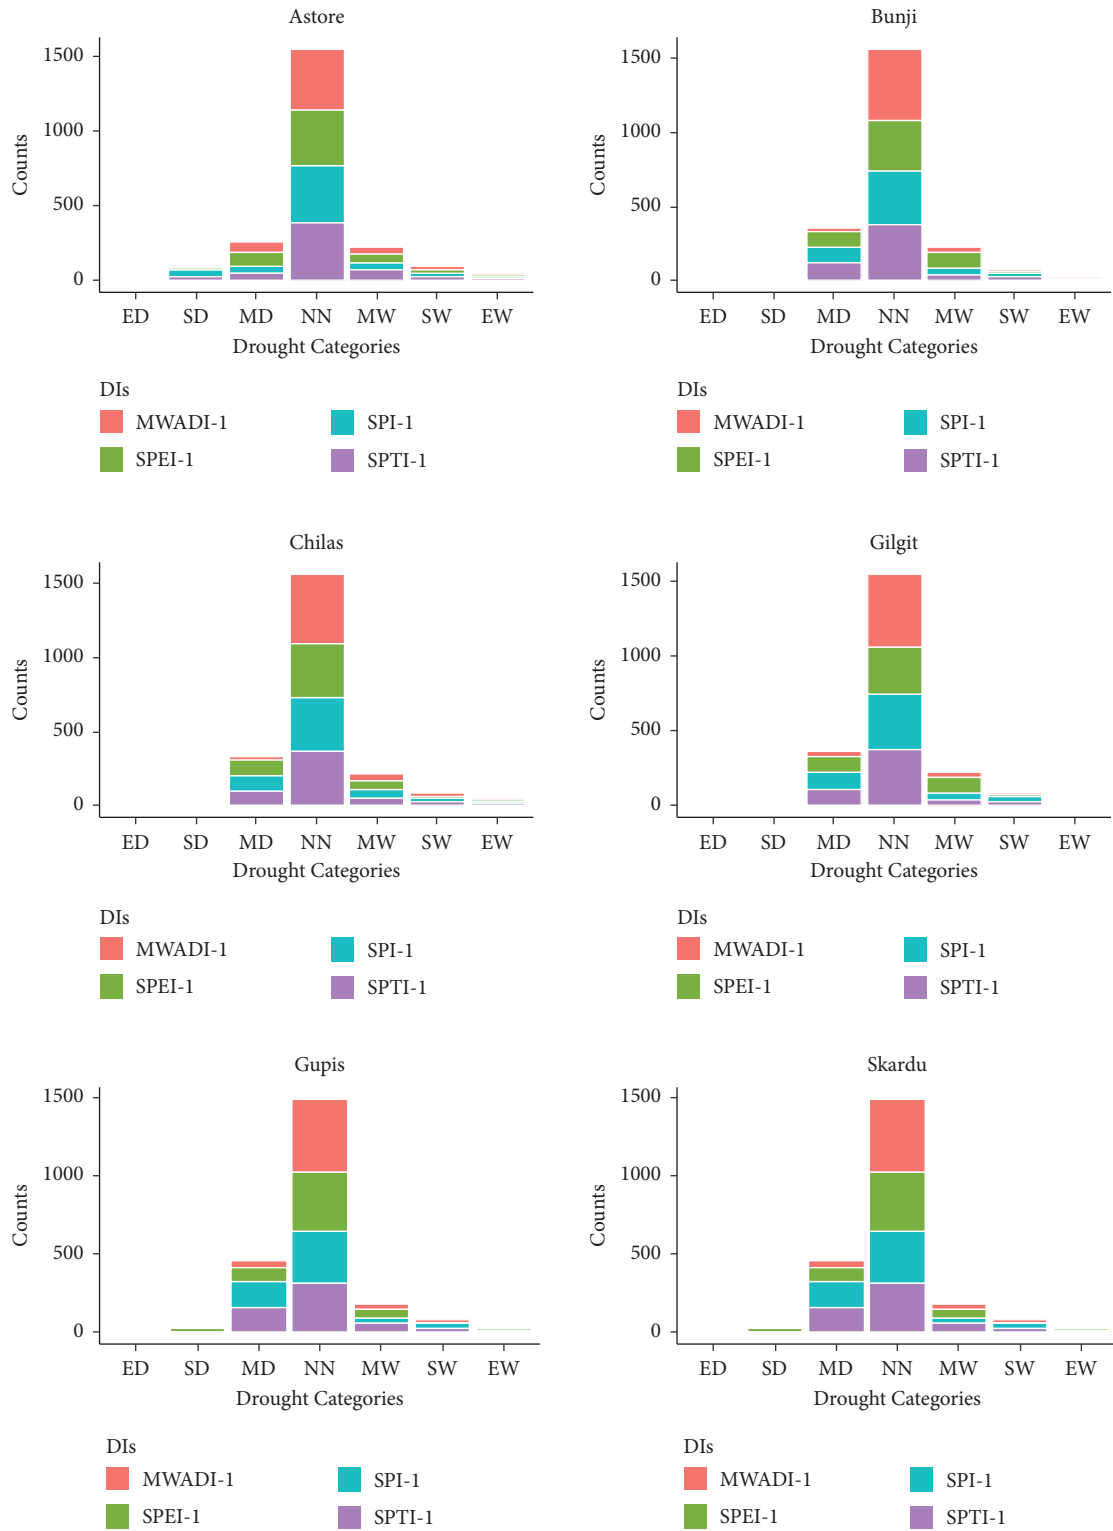 Astore
1500
1000
500
0
Counts
ED SD MD NN MW SW EW
Drought Categories
DIs
MWADI-1 SPI-1
SPEI-1 SPTI-1
Bunji
1500
1000
500
0
Counts
ED SD MD NN MW SW EW
Drought Categories
DIs
MWADI-1 SPI-1
SPEI-1 SPTI-1
Chilas
1500
1000
500
0
Counts
ED SD MD NN MW SW EW
Drought Categories
DIs
MWADI-1 SPI-1
SPEI-1 SPTI-1
Gilgit
1500
1000
500
0
Counts
ED SD MD NN MW SW EW
Drought Categories
DIs
MWADI-1 SPI-1
SPEI-1 SPTI-1
Gupis
1500
1000
500
0
Counts
ED SD MD NN MW SW EW
Drought Categories
DIs
MWADI-1 SPI-1
SPEI-1 SPTI-1
Skardu
1500
1000
500
0
Counts
ED SD MD NN MW SW EW
Drought Categories
DIs
MWADI-1 SPI-1
SPEI-1 SPTI-1